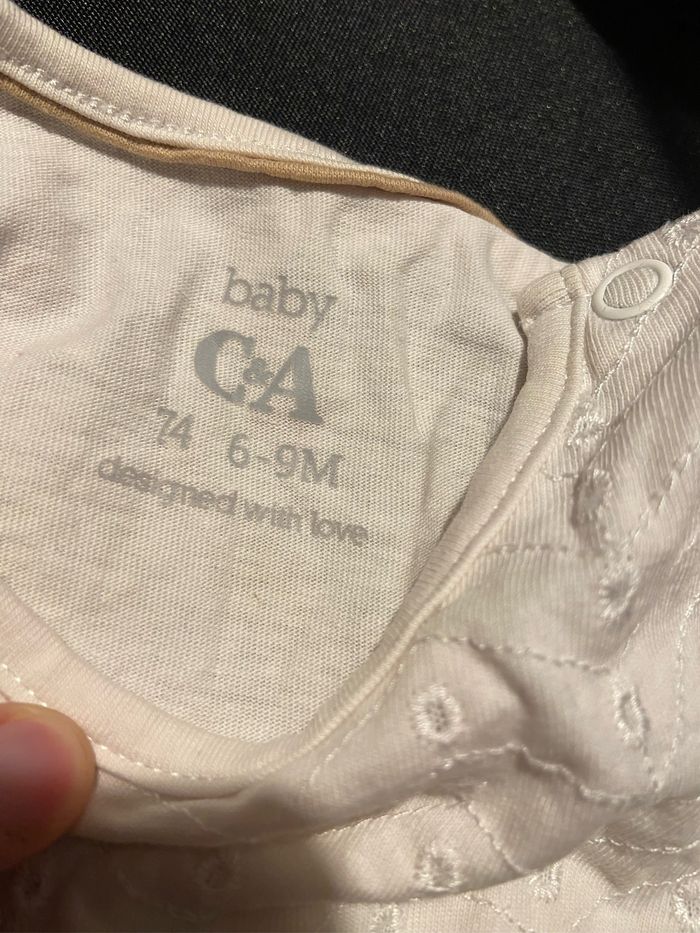 baby
C&A
74 6-9M
designed with love